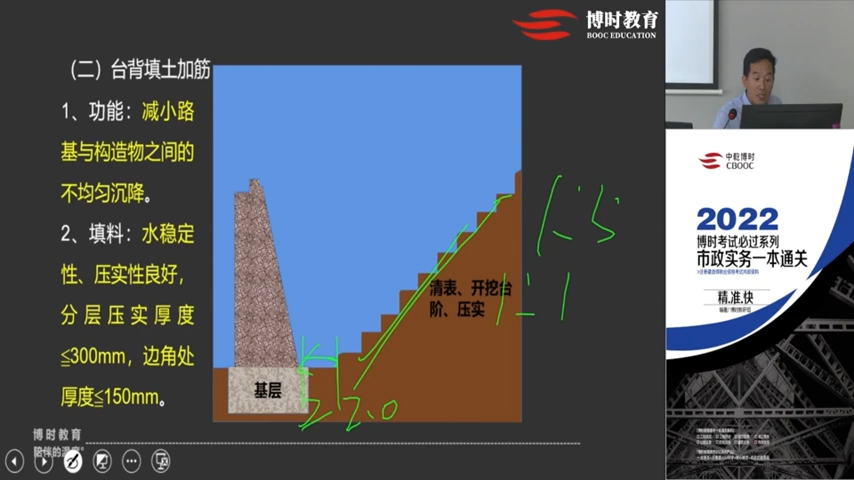 博时教育
BOOC EDUCATION
（二）台背填土加筋
1、功能：减小路
基与构造物之间的
不均匀沉降。
2、填料：水稳定
性、压实性良好，
分层压实厚度
≦300mm，边角处
厚度≦150mm。
清表、开挖台
阶、压实
基层
1:1
≥2.0
博时教育
陪伴的温度
中乾博时
CBOOC
2022
博时考试必过系列
市政实务一本通关
精.准.快